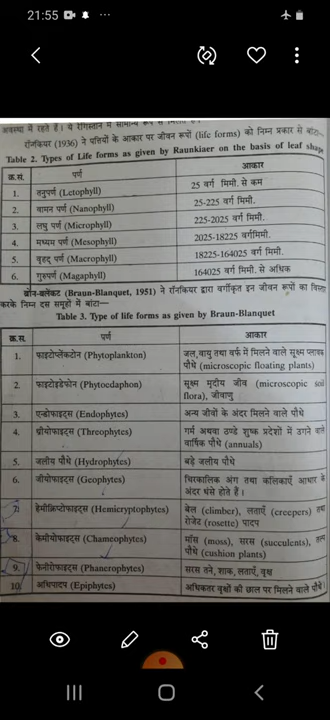 21:55
अवस्था में रहते हैं। ये रेगिस्तान में सामान्य रूप से
रॉनकियर (1936) ने पत्तियों के आकार पर जीवन रूपों (life forms) को निम्न प्रकार से बांटा—
Table 2. Types of Life forms as given by Raunkiaer on the basis of leaf shape
क्र.सं. पर्ण आकार
1. तनुपर्ण (Letophyll) 25 वर्ग मिमी. से कम
2. वामन पर्ण (Nanophyll) 25-225 वर्ग मिमी.
3. लघु पर्ण (Microphyll) 225-2025 वर्ग मिमी.
4. मध्यम पर्ण (Mesophyll) 2025-18225 वर्गमिमी.
5. वृहद् पर्ण (Macrophyll) 18225-164025 वर्ग मिमी.
6. गुरुपर्ण (Magaphyll) 164025 वर्ग मिमी. से अधिक
ब्रौन-ब्लैंकेट (Braun-Blanquet, 1951) ने रॉनकियर द्वारा वर्गीकृत इन जीवन रूपों का विस्तार
करके निम्न दस समूहों में बांटा—
Table 3. Type of life forms as given by Braun-Blanquet
क्र.सं. पर्ण आकार
1. फाइटोप्लेंकटोन (Phytoplankton) जल,वायु तथा वर्फ में मिलने वाले सूक्ष्म प्लावक
पौधे (microscopic floating plants)
2. फाइटोइडेफोन (Phytoedaphon) सूक्ष्म मृदीय जीव (microscopic soil
flora), जीवाणु
3. एन्डोफाइट्स (Endophytes) अन्य जीवों के अंदर मिलने वाले पौधे
4. थ्रीयोफाइट्स (Threophytes) गर्म अथवा ठण्डे शुष्क प्रदेशों में उगने वाले
वार्षिक पौधे (annuals)
5. जलीय पौधे (Hydrophytes) बड़े जलीय पौधे
6. जीयोफाइट्स (Geophytes) चिरकालिक अंग तथा कलिकाएँ आधार के
अंदर धंसे होते हैं।
7. हेमीक्रिप्टोफाइट्स (Hemicryptophytes) बेल (climber), लताएँ (creepers) तथा
रोजेट (rosette) पादप
8. केमीयोफाइट्स (Chameophytes) मॉस (moss), सरस (succulents), तल्प
पौधे (cushion plants)
9. फेनीरोफाइट्स (Phanerophytes) सरस तने, शाक, लताएँ, वृक्ष
10. अधिपादप (Epiphytes) अधिकतर वृक्षों की छाल पर मिलने वाले पौधे।